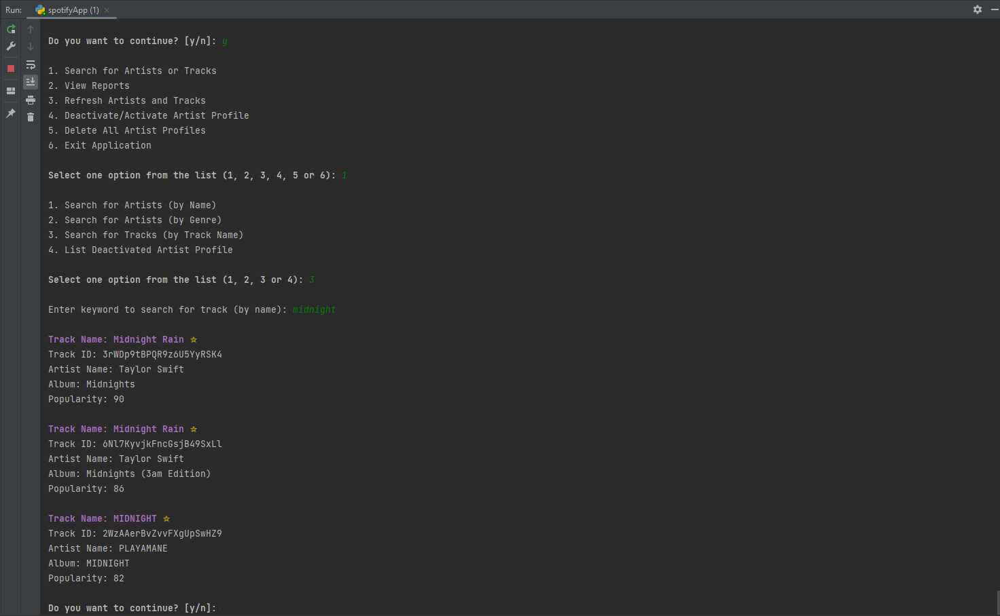 Run: spotifyApp (1)
Do you want to continue? [y/n]: y
1. Search for Artists or Tracks
2. View Reports
3. Refresh Artists and Tracks
4. Deactivate/Activate Artist Profile
5. Delete All Artist Profiles
6. Exit Application
Select one option from the list (1, 2, 3, 4, 5 or 6): 1
1. Search for Artists (by Name)
2. Search for Artists (by Genre)
3. Search for Tracks (by Track Name)
4. List Deactivated Artist Profile
Select one option from the list (1, 2, 3 or 4): 3
Enter keyword to search for track (by name): midnight
Track Name: Midnight Rain ☆
Track ID: 3rWDp9tBPQR9z6U5YyRSK4
Artist Name: Taylor Swift
Album: Midnights
Popularity: 90
Track Name: Midnight Rain ☆
Track ID: 6Nl7KyvjkFncGsjB49SxLl
Artist Name: Taylor Swift
Album: Midnights (3am Edition)
Popularity: 86
Track Name: MIDNIGHT ☆
Track ID: 2WzAAerBvZvvFXgUpSwHZ9
Artist Name: PLAYAMANE
Album: MIDNIGHT
Popularity: 82
Do you want to continue? [y/n]: